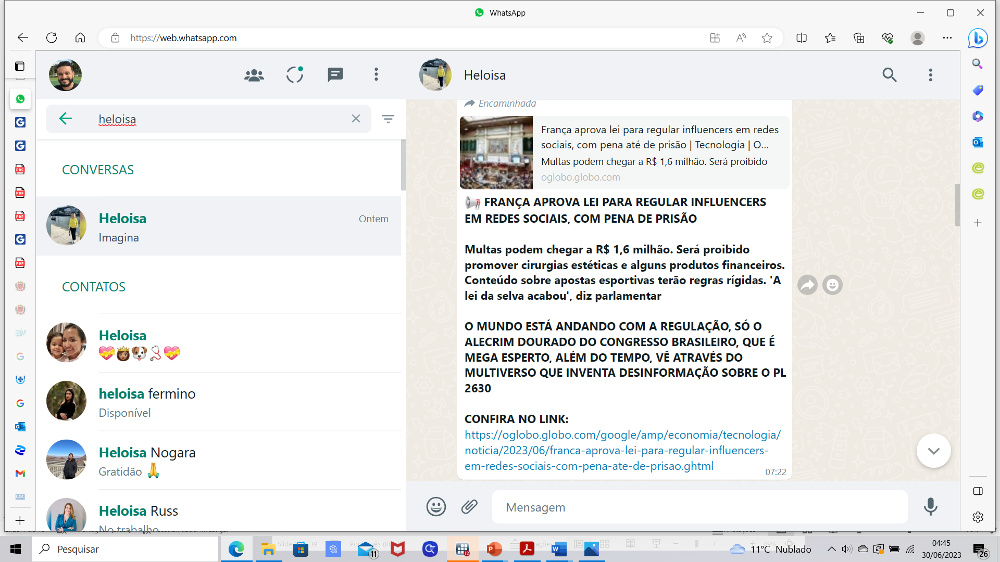 WhatsApp
https://web.whatsapp.com
heloisa
CONVERSAS
Heloisa
Ontem
Imagina
CONTATOS
Heloisa
heloisa fermino
Disponível
Heloisa Nogara
Gratidão
Heloisa Russ
No trabalho
Heloisa
Encaminhada
França aprova lei para regular influencers em redes
sociais, com pena até de prisão | Tecnologia | O...
Multas podem chegar a R$ 1,6 milhão. Será proibido
oglobo.globo.com
FRANÇA APROVA LEI PARA REGULAR INFLUENCERS
EM REDES SOCIAIS, COM PENA DE PRISÃO
Multas podem chegar a R$ 1,6 milhão. Será proibido
promover cirurgias estéticas e alguns produtos financeiros.
Conteúdo sobre apostas esportivas terão regras rígidas. 'A
lei da selva acabou', diz parlamentar
O MUNDO ESTÁ ANDANDO COM A REGULAÇÃO, SÓ O
ALECRIM DOURADO DO CONGRESSO BRASILEIRO, QUE É
MEGA ESPERTO, ALÉM DO TEMPO, VÊ ATRAVÉS DO
MULTIVERSO QUE INVENTA DESINFORMAÇÃO SOBRE O PL
2630
CONFIRA NO LINK:
https://oglobo.globo.com/google/amp/economia/tecnologia/
noticia/2023/06/franca-aprova-lei-para-regular-influencers-
em-redes-sociais-com-pena-ate-de-prisao.ghtml
07:22
Mensagem
Pesquisar
11
12
11°C Nublado
04:45
30/06/2023
26